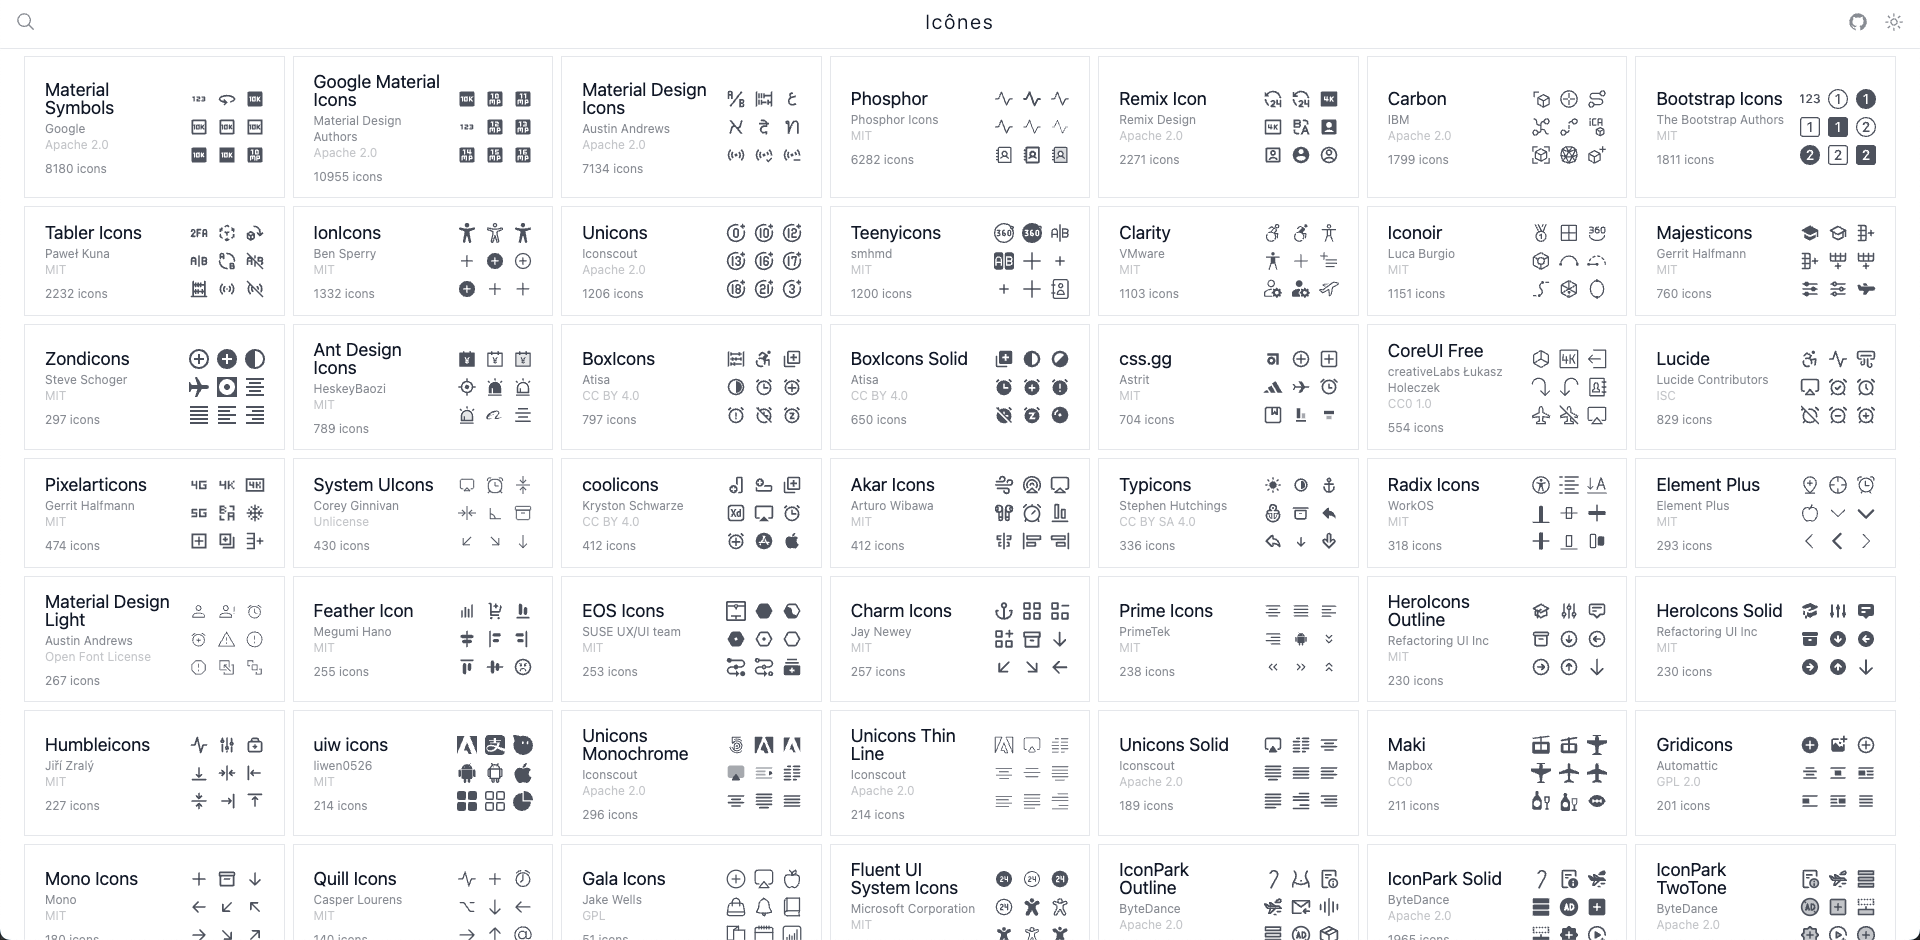 Icônes
Material
Symbols
Google
Apache 2.0
8180 icons
Google Material
Icons
Material Design
Authors
Apache 2.0
10955 icons
Material Design
Icons
Austin Andrews
Apache 2.0
7134 icons
Phosphor
Phosphor Icons
MIT
6282 icons
Remix Icon
Remix Design
Apache 2.0
2271 icons
Carbon
IBM
Apache 2.0
1799 icons
Bootstrap Icons
The Bootstrap Authors
MIT
1811 icons
Tabler Icons
Paweł Kuna
MIT
2232 icons
IonIcons
Ben Sperry
MIT
1332 icons
Unicons
Iconscout
Apache 2.0
1206 icons
Teenyicons
smhmd
MIT
1200 icons
Clarity
VMware
MIT
1103 icons
Iconoir
Luca Burgio
MIT
1151 icons
Majesticons
Gerrit Halfmann
MIT
760 icons
Zondicons
Steve Schoger
MIT
297 icons
Ant Design
Icons
HeskeyBaozi
MIT
789 icons
BoxIcons
Atisa
CC BY 4.0
797 icons
BoxIcons Solid
Atisa
CC BY 4.0
650 icons
css.gg
Astrit
MIT
704 icons
CoreUI Free
creativeLabs Łukasz
Holeczek
CC0 1.0
554 icons
Lucide
Lucide Contributors
ISC
829 icons
Pixelarticons
Gerrit Halfmann
MIT
474 icons
System UIcons
Corey Ginnivan
Unlicense
430 icons
coolicons
Kryston Schwarze
CC BY 4.0
412 icons
Akar Icons
Arturo Wibawa
MIT
412 icons
Typicons
Stephen Hutchings
CC BY SA 4.0
336 icons
Radix Icons
WorkOS
MIT
318 icons
Element Plus
Element Plus
MIT
293 icons
Material Design
Light
Austin Andrews
Open Font License
267 icons
Feather Icon
Megumi Hano
MIT
255 icons
EOS Icons
SUSE UX/UI team
MIT
253 icons
Charm Icons
Jay Newey
MIT
257 icons
Prime Icons
PrimeTek
MIT
238 icons
HeroIcons
Outline
Refactoring UI Inc
MIT
230 icons
HeroIcons Solid
Refactoring UI Inc
MIT
230 icons
Humbleicons
Jiří Zralý
MIT
227 icons
uiw icons
liwen0526
MIT
214 icons
Unicons
Monochrome
Iconscout
Apache 2.0
296 icons
Unicons Thin
Line
Iconscout
Apache 2.0
214 icons
Unicons Solid
Iconscout
Apache 2.0
189 icons
Maki
Mapbox
CC0
211 icons
Gridicons
Automattic
GPL 2.0
201 icons
Mono Icons
Mono
MIT
180 icons
Quill Icons
Casper Lourens
MIT
140 icons
Gala Icons
Jake Wells
GPL
51 icons
Fluent UI
System Icons
Microsoft Corporation
MIT
IconPark
Outline
ByteDance
Apache 2.0
IconPark Solid
ByteDance
Apache 2.0
1965 icons
IconPark
TwoTone
ByteDance
Apache 2.0